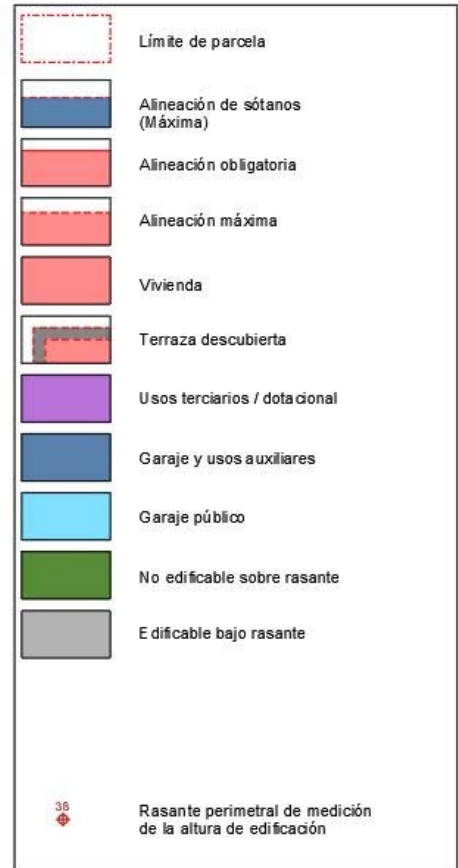 Límite de parcela
Alineación de sótanos
(Máxima)
Alineación obligatoria
Alineación máxima
Vivienda
Terraza descubierta
Usos terciarios / dotacional
Garaje y usos auxiliares
Garaje público
No edificable sobre rasante
Edificable bajo rasante
38
Rasante perimetral de medición
de la altura de edificación